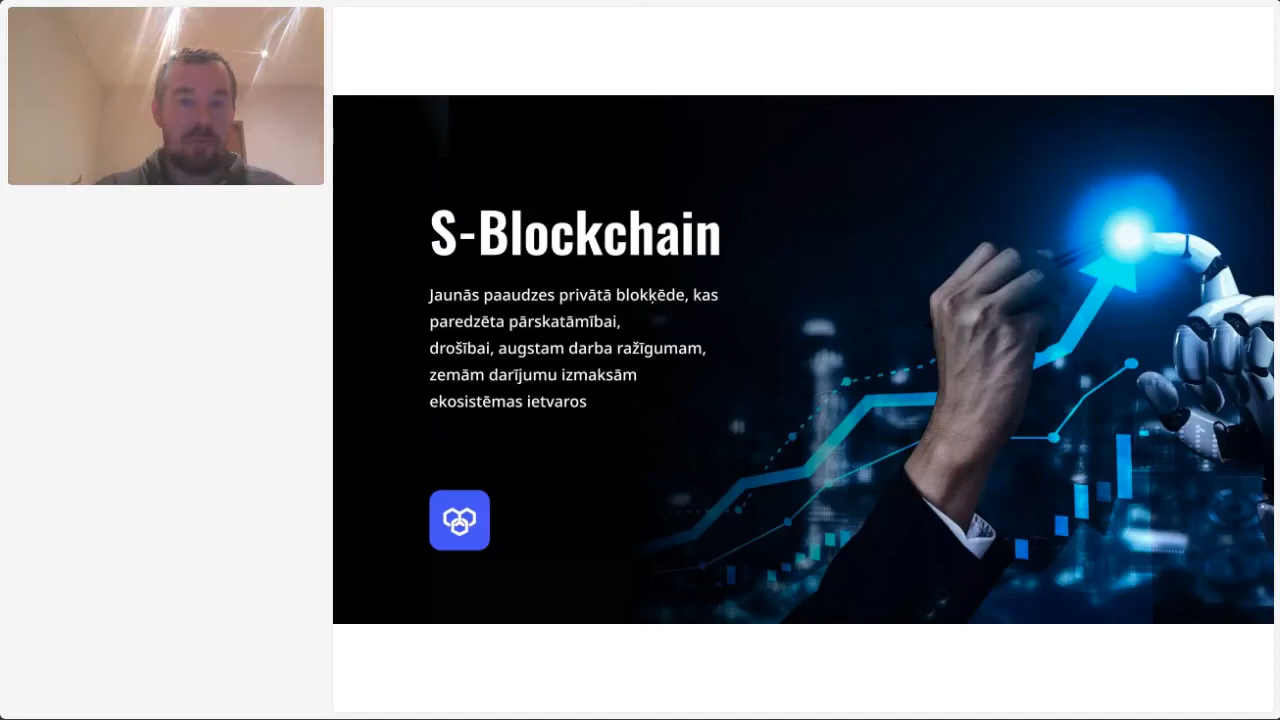 S-Blockchain
Jaunās paaudzes privātā blokķēde, kas
paredzēta pārskatāmībai,
drošībai, augstam darba ražīgumam,
zemām darījumu izmaksām
ekosistēmas ietvaros